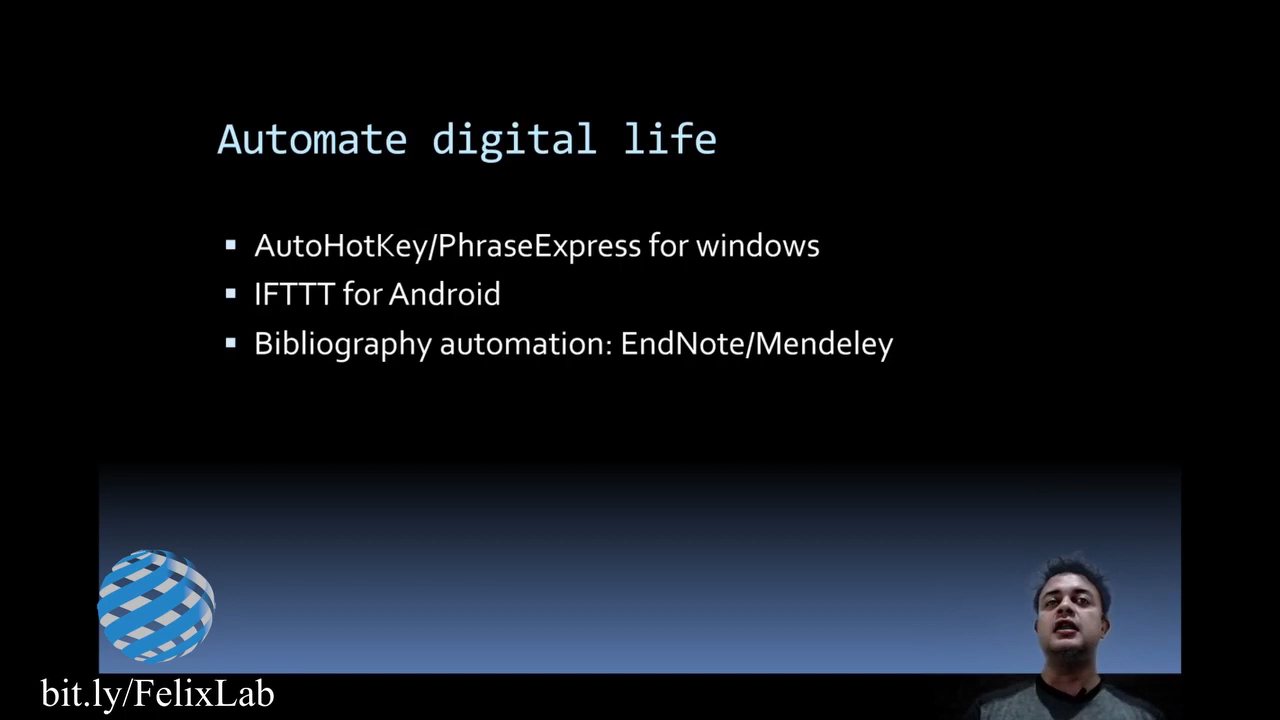 Automate digital life
▪ AutoHotKey/PhraseExpress for windows
▪ IFTTT for Android
▪ Bibliography automation: EndNote/Mendeley
bit.ly/FelixLab